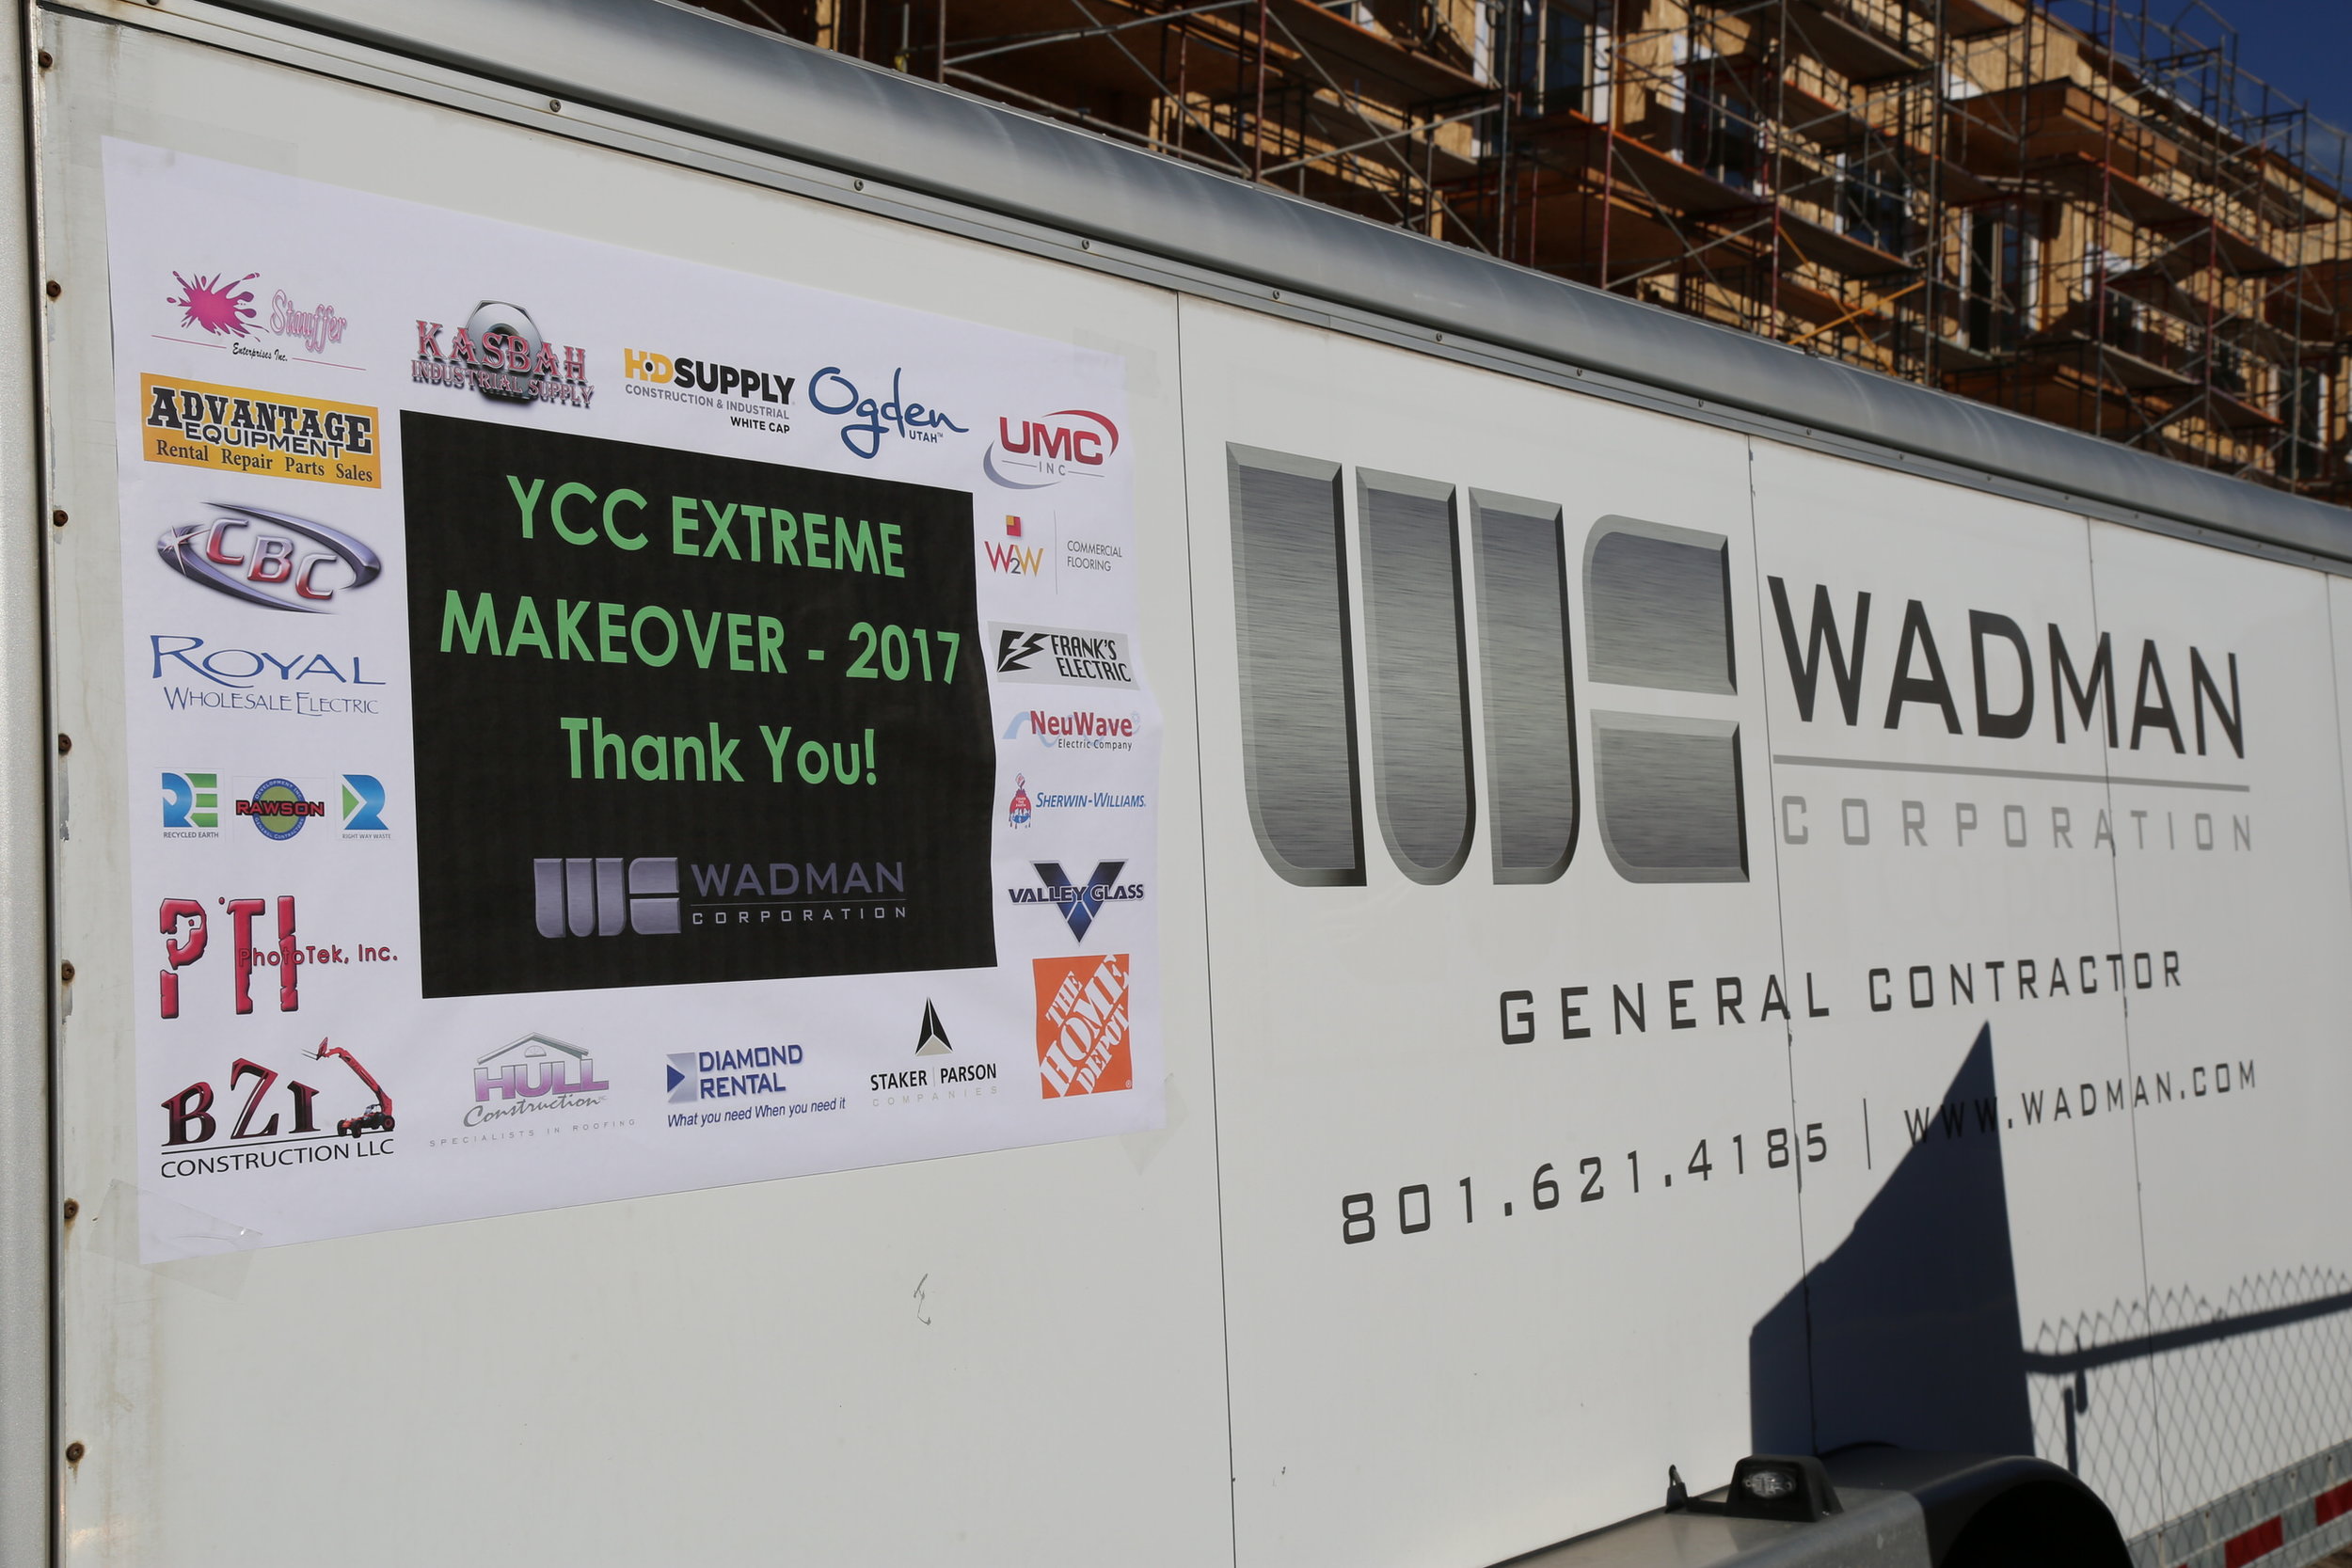 Stauffer
Enterprises Inc.
KASBAH
INDUSTRIAL SUPPLY
HD SUPPLY
CONSTRUCTION & INDUSTRIAL
WHITE CAP
Ogden
UTAH™
UMC
INC
ADVANTAGE
EQUIPMENT
Rental Repair Parts Sales
CBC
ROYAL
WHOLESALE ELECTRIC
RE
RECYCLED EARTH
RAWSON
RIGHT WAY WASTE
PTI
PhotoTek, Inc.
BZI
CONSTRUCTION LLC
YCC EXTREME
MAKEOVER - 2017
Thank You!
WADMAN
CORPORATION
W2W
COMMERCIAL
FLOORING
FRANK'S
ELECTRIC
NeuWave
Electric Company
SHERWIN-WILLIAMS.
VALLEY GLASS
THE
HOME
DEPOT
HULL
Construction
SPECIALISTS IN ROOFING
DIAMOND
RENTAL
What you need When you need it
STAKER PARSON
COMPANIES
WADMAN
CORPORATION
GENERAL CONTRACTOR
801.621.4185 | WWW.WADMAN.COM